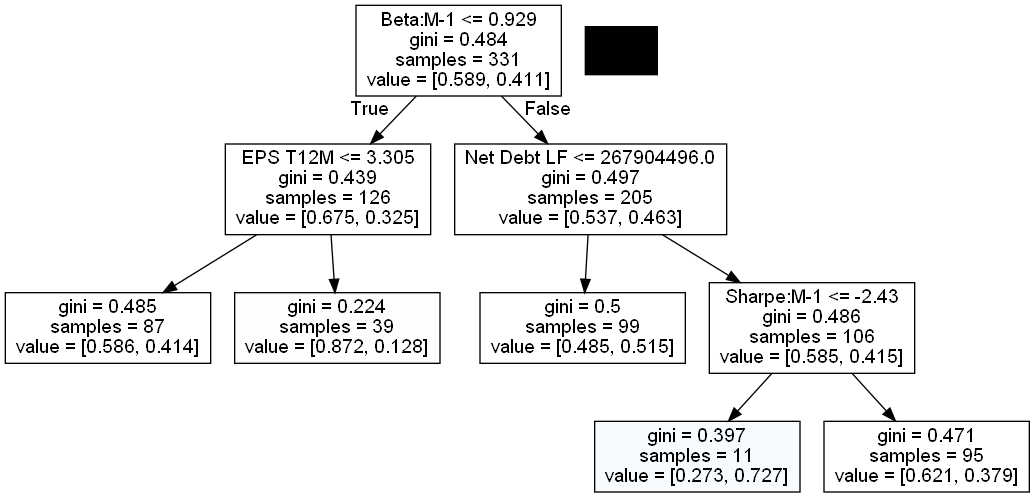 Beta:M-1 <= 0.929
gini = 0.484
samples = 331
value = [0.589, 0.411]
True
False
EPS T12M <= 3.305
gini = 0.439
samples = 126
value = [0.675, 0.325]
Net Debt LF <= 267904496.0
gini = 0.497
samples = 205
value = [0.537, 0.463]
gini = 0.485
samples = 87
value = [0.586, 0.414]
gini = 0.224
samples = 39
value = [0.872, 0.128]
gini = 0.5
samples = 99
value = [0.485, 0.515]
Sharpe:M-1 <= -2.43
gini = 0.486
samples = 106
value = [0.585, 0.415]
gini = 0.397
samples = 11
value = [0.273, 0.727]
gini = 0.471
samples = 95
value = [0.621, 0.379]